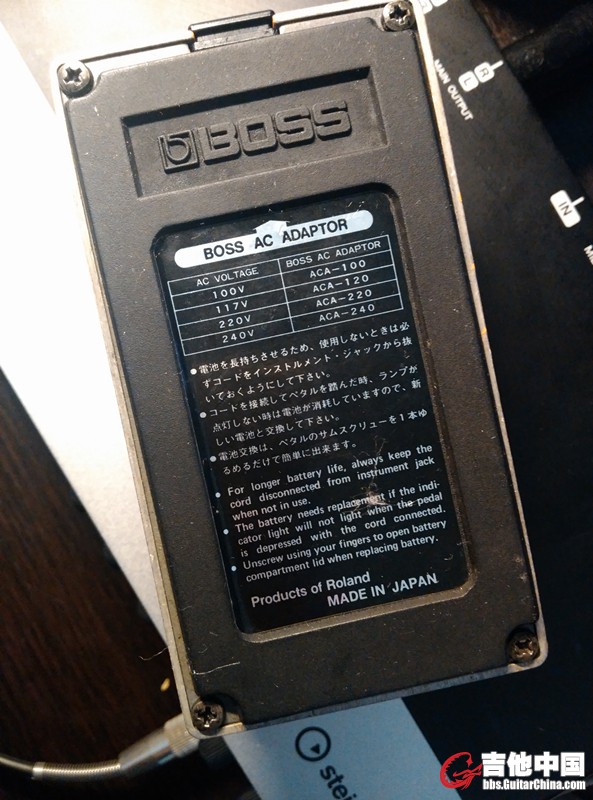 BOSS
BOSS AC ADAPTOR
AC VOLTAGE BOSS AC ADAPTOR
100V ACA-100
117V ACA-120
220V ACA-220
240V ACA-240
●電池を長持ちさせるため、使用しないときは必
ずコードをインストルメント・ジャックから抜
いておくようにして下さい。
●コードを接続してペタルを踏んだ時、ランプが
点灯しない時は電池が消耗していますので、新
しい電池と交換して下さい。
●電池交換は、ペタルのサムスクリューを1本ゆ
るめるだけで簡単に出来ます。
● For longer battery life, always keep the
cord disconnected from instrument jack
when not in use.
● The battery needs replacement if the indi-
cator light will not light when the pedal
is depressed with the cord connected.
● Unscrew using your fingers to open battery
compartment lid when replacing battery.
Products of Roland
MADE IN JAPAN
R
L
MAIN OUTPUT
IN
stei
吉他中国
bbs.GuitarChina.com